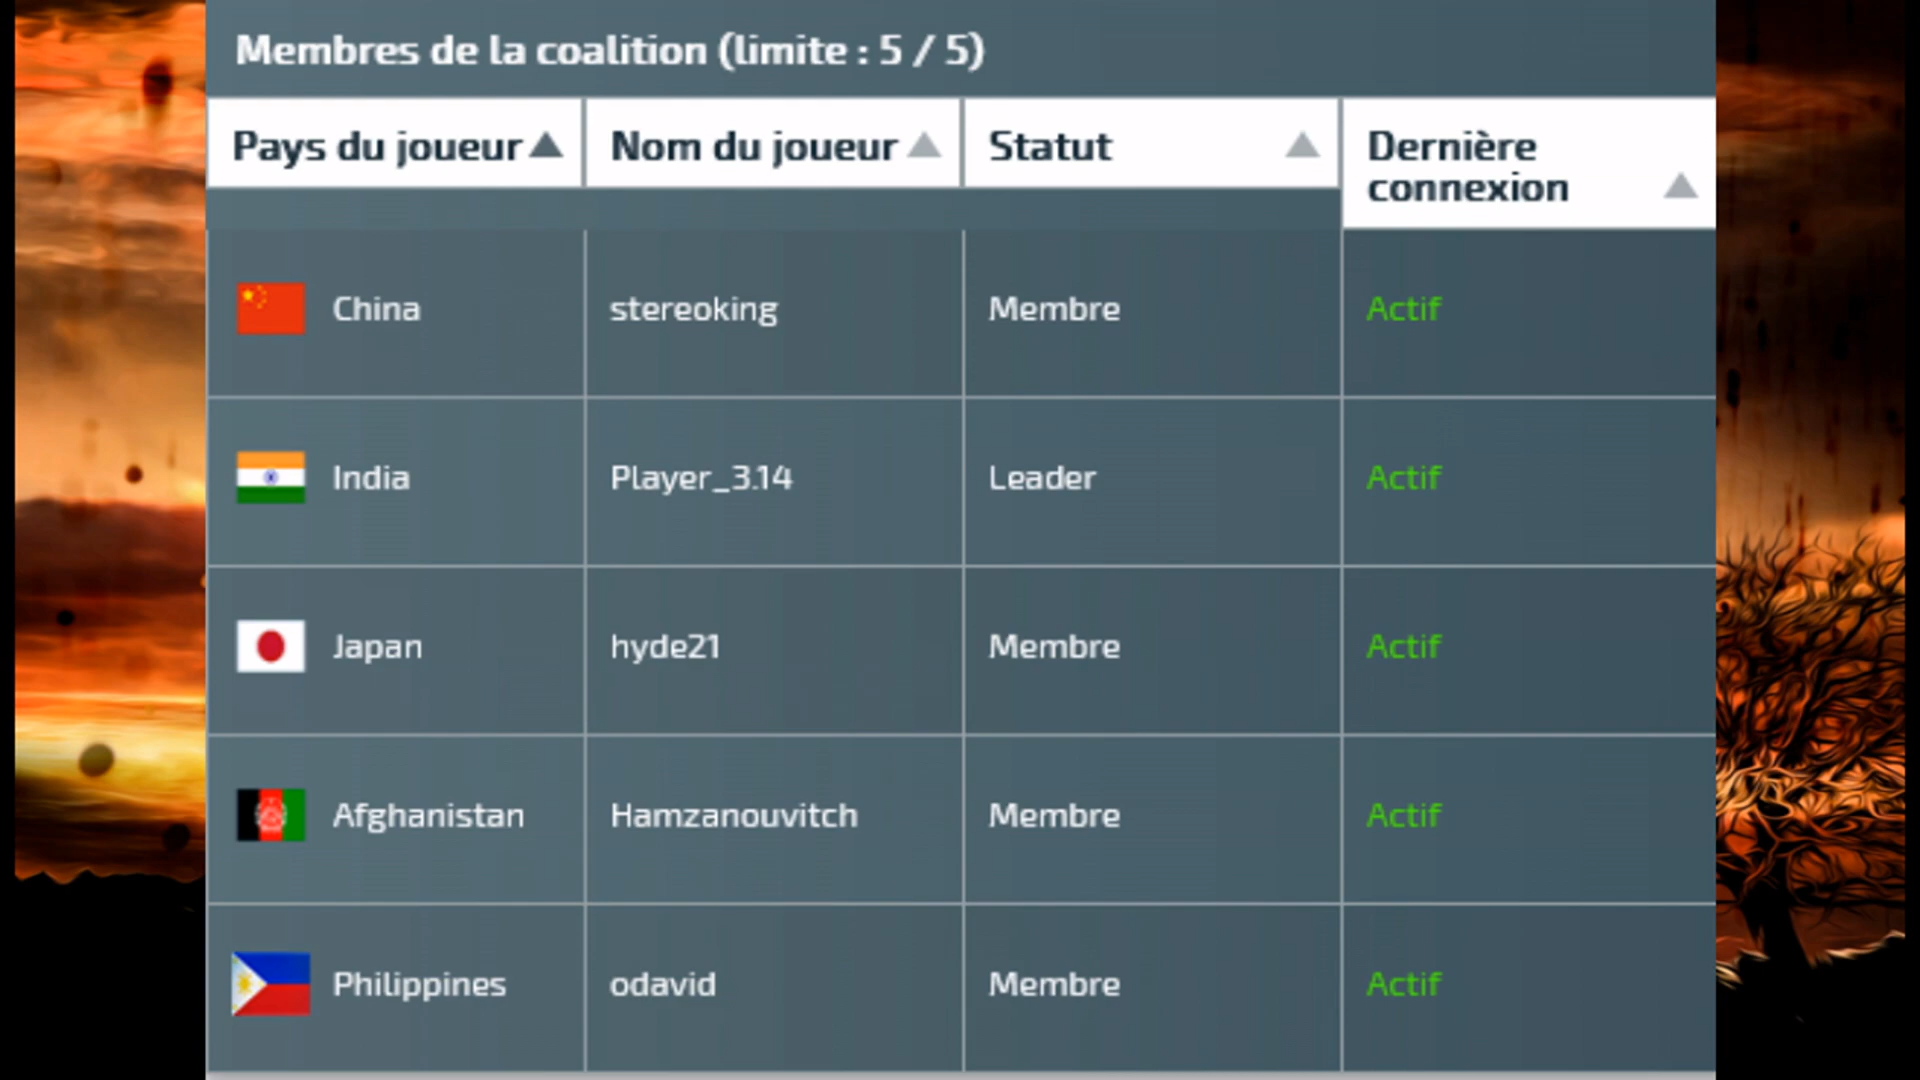 Membres de la coalition (limite : 5 / 5)
Pays du joueur Nom du joueur Statut Dernière connexion
China stereoking Membre Actif
India Player_3.14 Leader Actif
Japan hyde21 Membre Actif
Afghanistan Hamzanouvitch Membre Actif
Philippines odavid Membre Actif